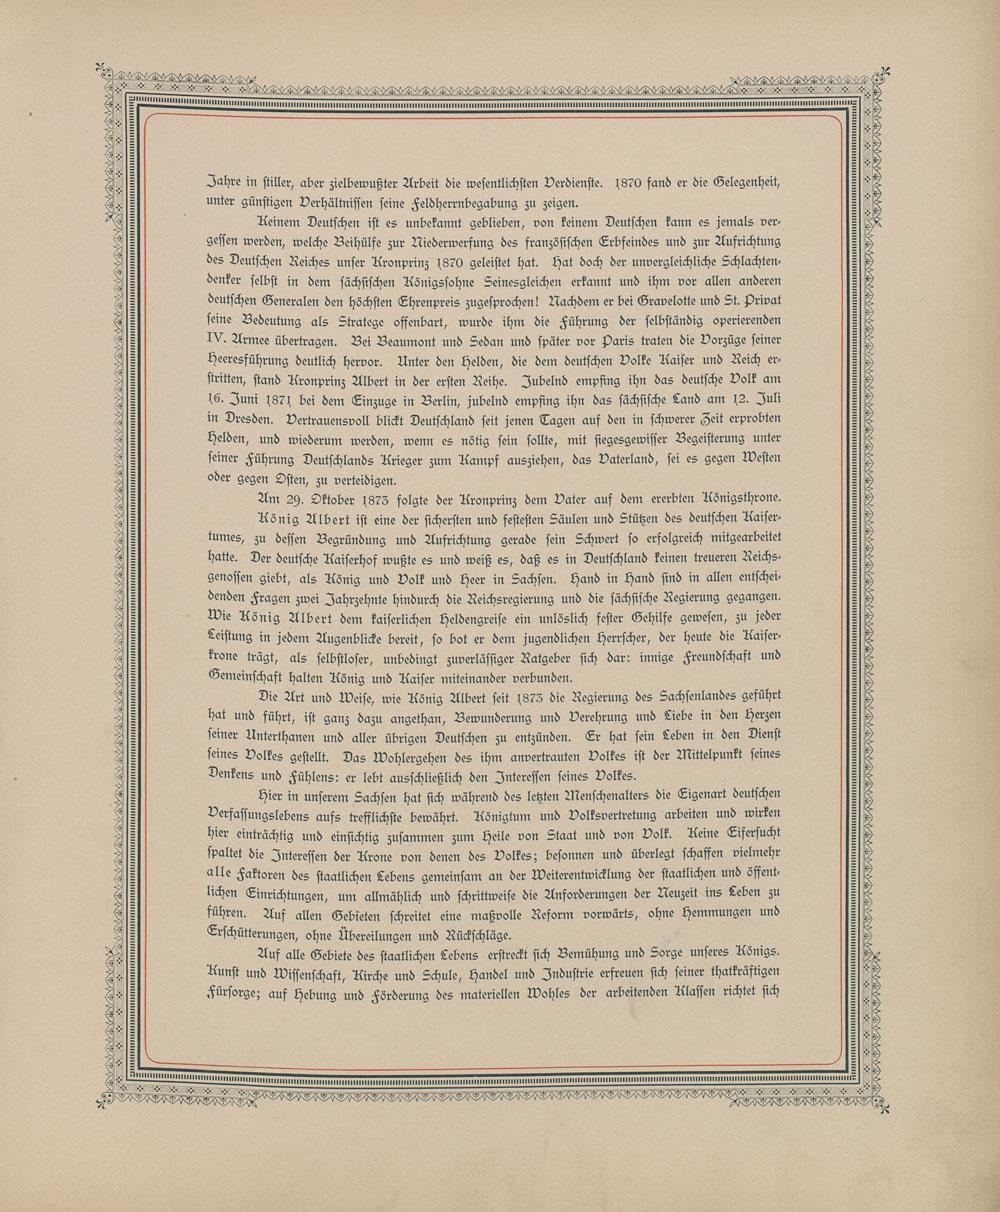 Jahre in stiller, aber zielbewußter Arbeit die wesentlichsten Verdienste. 1870 fand er die Gelegenheit,
unter günstigen Verhältnissen seine Feldherrnbegabung zu zeigen.
Keinem Deutschen ist es unbekannt geblieben, von keinem Deutschen kann es jemals ver-
gessen werden, welche Beihülfe zur Niederwerfung des französischen Erbfeindes und zur Aufrichtung
des Deutschen Reiches unser Kronprinz 1870 geleistet hat. Hat doch der unvergleichliche Schlachten-
denker selbst in dem sächsischen Königssohne Seinesgleichen erkannt und ihm vor allen anderen
deutschen Generalen den höchsten Ehrenpreis zugesprochen! Nachdem er bei Gravelotte und St. Privat
seine Bedeutung als Stratege offenbart, wurde ihm die Führung der selbständig operierenden
IV. Armee übertragen. Bei Beaumont und Sedan und später vor Paris traten die Vorzüge seiner
Heeresführung deutlich hervor. Unter den Helden, die dem deutschen Volke Kaiser und Reich er-
stritten, stand Kronprinz Albert in der ersten Reihe. Jubelnd empfing ihn das deutsche Volk am
16. Juni 1871 bei dem Einzuge in Berlin, jubelnd empfing ihn das sächsische Land am 12. Juli
in Dresden. Vertrauensvoll blickt Deutschland seit jenen Tagen auf den in schwerer Zeit erprobten
Helden, und wiederum werden, wenn es nötig sein sollte, mit siegesgewisser Begeisterung unter
seiner Führung Deutschlands Krieger zum Kampf ausziehen, das Vaterland, sei es gegen Westen
oder gegen Osten, zu verteidigen.
Am 29. Oktober 1873 folgte der Kronprinz dem Vater auf dem ererbten Königsthrone.
König Albert ist eine der sichersten und festesten Säulen und Stützen des deutschen Kaiser-
tumes, zu dessen Begründung und Aufrichtung gerade sein Schwert so erfolgreich mitgearbeitet
hatte. Der deutsche Kaiserhof wußte es und weiß es, daß es in Deutschland keinen treueren Reichs-
genossen giebt, als König und Volk und Heer in Sachsen. Hand in Hand sind in allen entschei-
denden Fragen zwei Jahrzehnte hindurch die Reichsregierung und die sächsische Regierung gegangen.
Wie König Albert dem kaiserlichen Heldengreise ein unlöslich fester Gehilfe gewesen, zu jeder
Leistung in jedem Augenblicke bereit, so bot er dem jugendlichen Herrscher, der heute die Kaiser-
krone trägt, als selbstloser, unbedingt zuverlässiger Ratgeber sich dar: innige Freundschaft und
Gemeinschaft halten König und Kaiser miteinander verbunden.
Die Art und Weise, wie König Albert seit 1873 die Regierung des Sachsenlandes geführt
hat und führt, ist ganz dazu angethan, Bewunderung und Verehrung und Liebe in den Herzen
seiner Unterthanen und aller übrigen Deutschen zu entzünden. Er hat sein Leben in den Dienst
seines Volkes gestellt. Das Wohlergehen des ihm anvertrauten Volkes ist der Mittelpunkt seines
Denkens und Fühlens: er lebt ausschließlich den Interessen seines Volkes.
Hier in unserem Sachsen hat sich während des letzten Menschenalters die Eigenart deutschen
Verfassungslebens aufs trefflichste bewährt. Königtum und Volksvertretung arbeiten und wirken
hier einträchtig und einsichtig zusammen zum Heile von Staat und von Volk. Keine Eifersucht
spaltet die Interessen der Krone von denen des Volkes; besonnen und überlegt schaffen vielmehr
alle Faktoren des staatlichen Lebens gemeinsam an der Weiterentwicklung der staatlichen und öffent-
lichen Einrichtungen, um allmählich und schrittweise die Anforderungen der Neuzeit ins Leben zu
führen. Auf allen Gebieten schreitet eine maßvolle Reform vorwärts, ohne Hemmungen und
Erschütterungen, ohne Übereilungen und Rückschläge.
Auf alle Gebiete des staatlichen Lebens erstreckt sich Bemühung und Sorge unseres Königs.
Kunst und Wissenschaft, Kirche und Schule, Handel und Industrie erfreuen sich seiner thatkräftigen
Fürsorge; auf Hebung und Förderung des materiellen Wohles der arbeitenden Klassen richtet sich